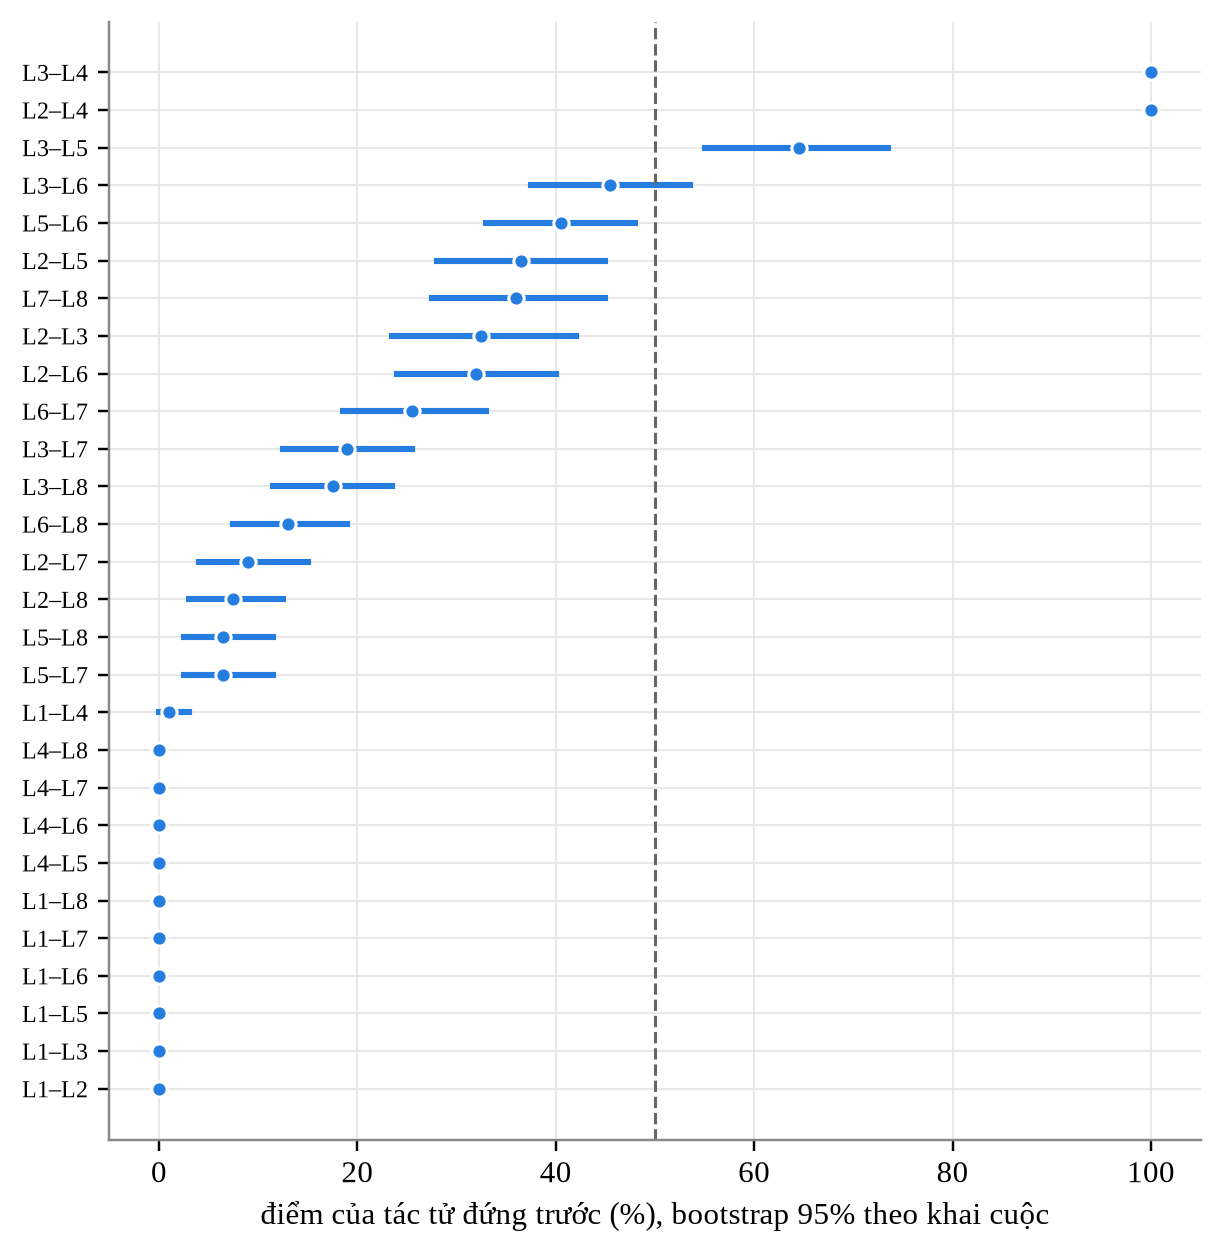 L3–L4
L2–L4
L3–L5
L3–L6
L5–L6
L2–L5
L7–L8
L2–L3
L2–L6
L6–L7
L3–L7
L3–L8
L6–L8
L2–L7
L2–L8
L5–L8
L5–L7
L1–L4
L4–L8
L4–L7
L4–L6
L4–L5
L1–L8
L1–L7
L1–L6
L1–L5
L1–L3
L1–L2
0 20 40 60 80 100
điểm của tác tử đứng trước (%), bootstrap 95% theo khai cuộc